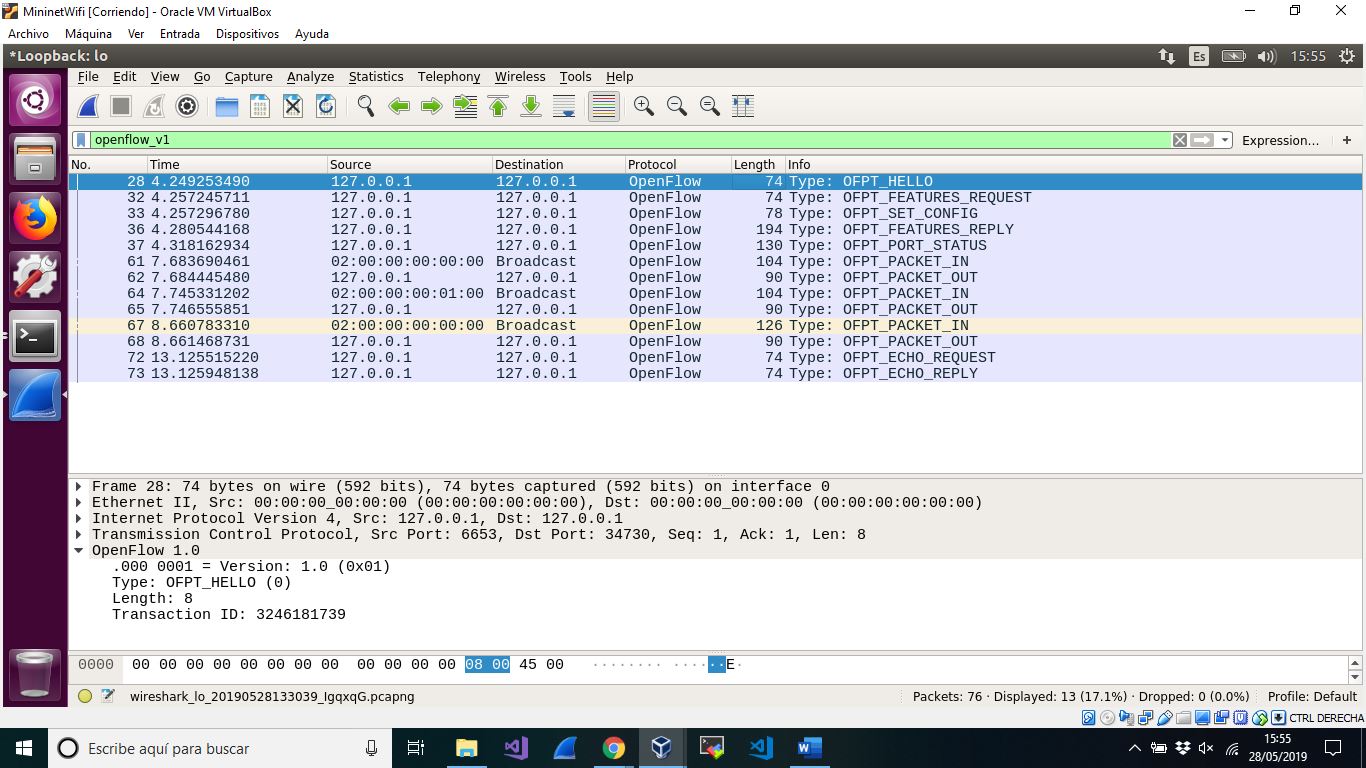 MininetWifi [Corriendo] - Oracle VM VirtualBox
Archivo Máquina Ver Entrada Dispositivos Ayuda
*Loopback: lo Es 15:55
File Edit View Go Capture Analyze Statistics Telephony Wireless Tools Help
openflow_v1 Expression... +
No. Time Source Destination Protocol Length Info
28 4.249253490 127.0.0.1 127.0.0.1 OpenFlow 74 Type: OFPT_HELLO
32 4.257245711 127.0.0.1 127.0.0.1 OpenFlow 74 Type: OFPT_FEATURES_REQUEST
33 4.257296780 127.0.0.1 127.0.0.1 OpenFlow 78 Type: OFPT_SET_CONFIG
36 4.280544168 127.0.0.1 127.0.0.1 OpenFlow 194 Type: OFPT_FEATURES_REPLY
37 4.318162934 127.0.0.1 127.0.0.1 OpenFlow 130 Type: OFPT_PORT_STATUS
61 7.683690461 02:00:00:00:00:00 Broadcast OpenFlow 104 Type: OFPT_PACKET_IN
62 7.684445480 127.0.0.1 127.0.0.1 OpenFlow 90 Type: OFPT_PACKET_OUT
64 7.745331202 02:00:00:00:01:00 Broadcast OpenFlow 104 Type: OFPT_PACKET_IN
65 7.746555851 127.0.0.1 127.0.0.1 OpenFlow 90 Type: OFPT_PACKET_OUT
67 8.660783310 02:00:00:00:00:00 Broadcast OpenFlow 126 Type: OFPT_PACKET_IN
68 8.661468731 127.0.0.1 127.0.0.1 OpenFlow 90 Type: OFPT_PACKET_OUT
72 13.125515220 127.0.0.1 127.0.0.1 OpenFlow 74 Type: OFPT_ECHO_REQUEST
73 13.125948138 127.0.0.1 127.0.0.1 OpenFlow 74 Type: OFPT_ECHO_REPLY
Frame 28: 74 bytes on wire (592 bits), 74 bytes captured (592 bits) on interface 0
Ethernet II, Src: 00:00:00_00:00:00 (00:00:00:00:00:00), Dst: 00:00:00_00:00:00 (00:00:00:00:00:00)
Internet Protocol Version 4, Src: 127.0.0.1, Dst: 127.0.0.1
Transmission Control Protocol, Src Port: 6653, Dst Port: 34730, Seq: 1, Ack: 1, Len: 8
OpenFlow 1.0
.000 0001 = Version: 1.0 (0x01)
Type: OFPT_HELLO (0)
Length: 8
Transaction ID: 3246181739
0000 00 00 00 00 00 00 00 00 00 00 00 00 08 00 45 00 ········ ······E·
wireshark_lo_20190528133039_IgqxqG.pcapng Packets: 76 · Displayed: 13 (17.1%) · Dropped: 0 (0.0%) Profile: Default
CTRL DERECHA
Escribe aquí para buscar
15:55
28/05/2019